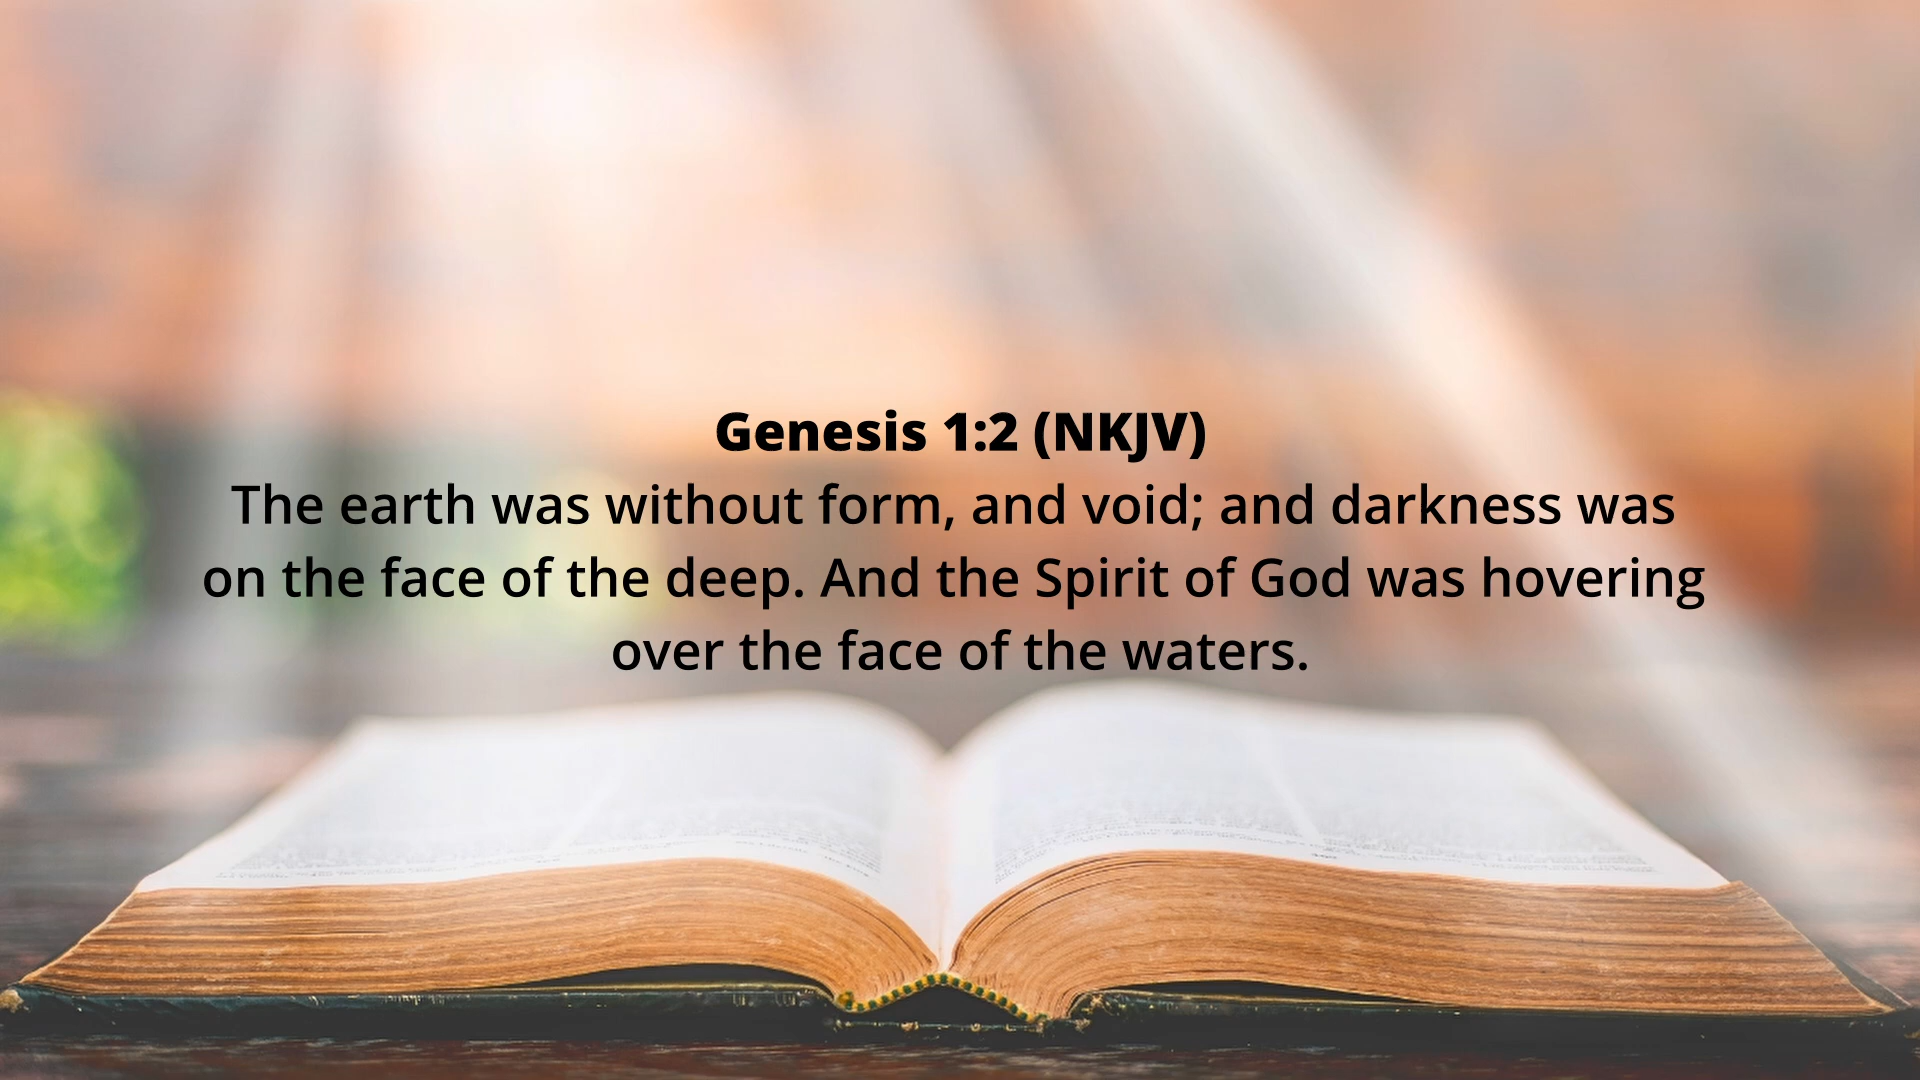 Genesis 1:2 (NKJV)
The earth was without form, and void; and darkness was
on the face of the deep. And the Spirit of God was hovering
over the face of the waters.